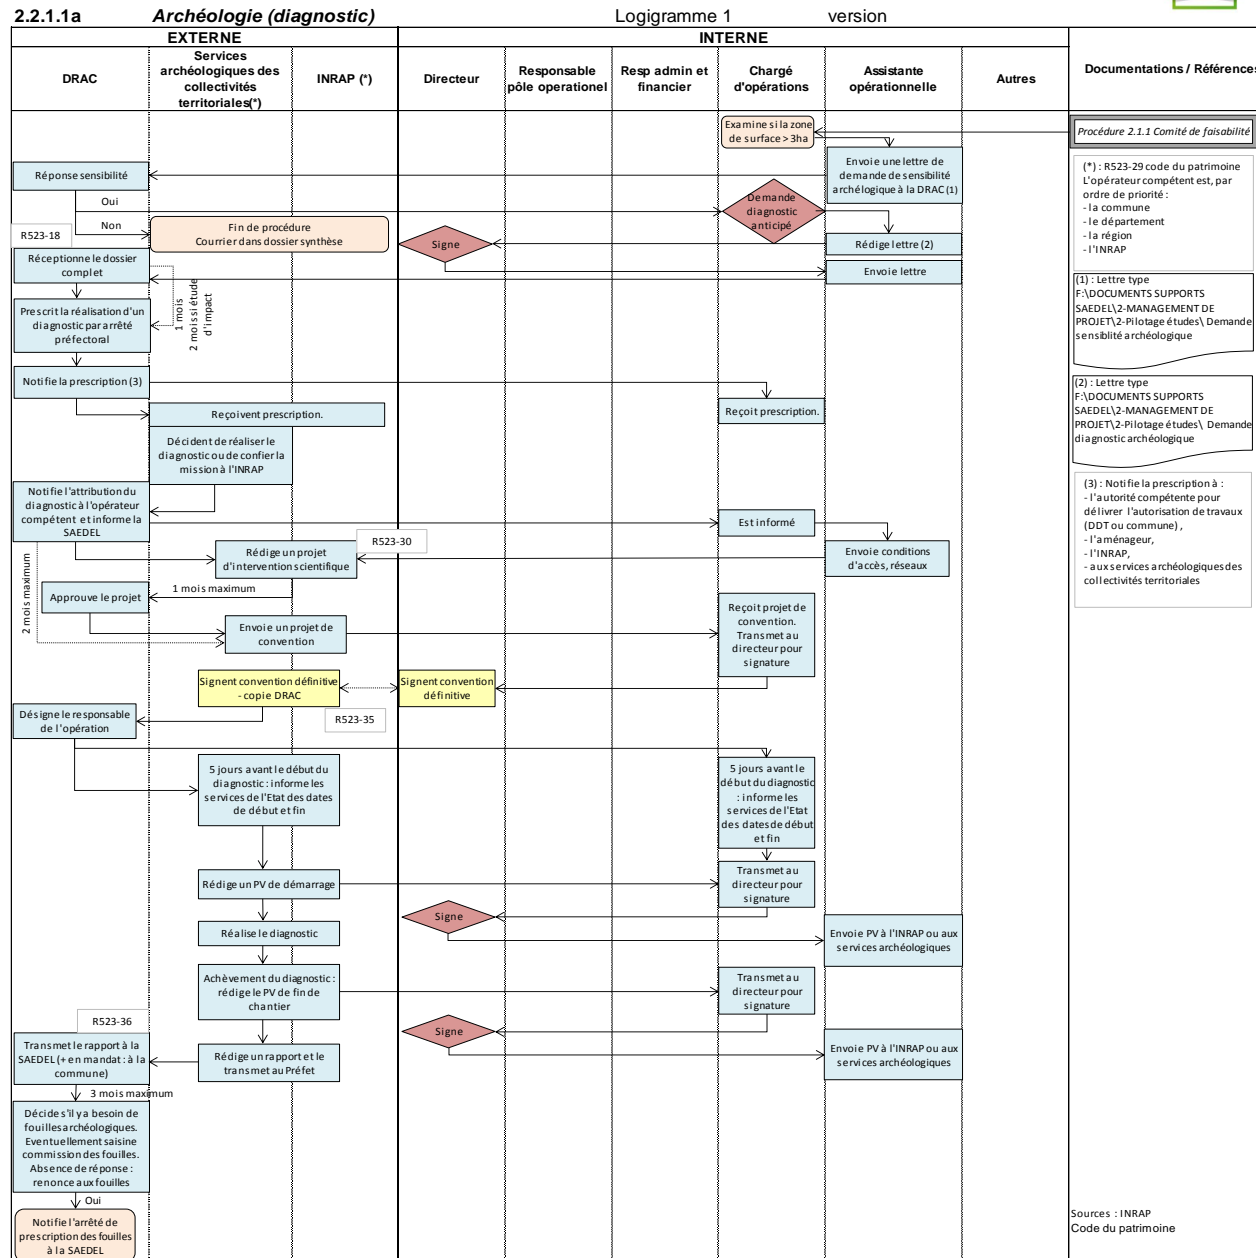 2.2.1.1a Archéologie (diagnostic) Logigramme 1 version
EXTERNE INTERNE
DRAC
Services
archéologiques des
collectivités
territoriales(*)
INRAP (*)
Directeur
Responsable
pôle operationel
Resp admin et
financier
Chargé
d'opérations
Assistante
opérationnelle
Autres
Documentations / Références
Examine si la zone
de surface > 3ha
Procédure 2.1.1 Comité de faisabilité
Envoie une lettre de
demande de sensibilité
archélogique à la DRAC (1)
Réponse sensibilité
Oui
Non
Demande
diagnostic
anticipé
Fin de procédure
Courrier dans dossier synthèse
Signe
Rédige lettre (2)
R523-18
Réceptionne le dossier
complet
Envoie lettre
1 mois
2 mois si étude
d'impact
Prescrit la réalisation d'un
diagnostic par arrêté
préfectoral
Notifie la prescription (3)
Reçoivent prescription.
Reçoit prescription.
Décident de réaliser le
diagnostic ou de confier la
mission à l'INRAP
Notifie l'attribution du
diagnostic à l'opérateur
compétent et informe la
SAEDEL
Est informé
R523-30
Rédige un projet
d'intervention scientifique
Envoie conditions
d'accès, réseaux
2 mois maximum
Approuve le projet
1 mois maximum
Envoie un projet de
convention
Reçoit projet de
convention.
Transmet au
directeur pour
signature
Signent convention définitive
- copie DRAC
Signent convention
définitive
R523-35
Désigne le responsable
de l'opération
5 jours avant le début du
diagnostic : informe les
services de l'Etat des dates
de début et fin
5 jours avant le
début du diagnostic
: informe les
services de l'Etat
des dates de début
et fin
Rédige un PV de démarrage
Transmet au
directeur pour
signature
Signe
Réalise le diagnostic
Envoie PV à l'INRAP ou aux
services archéologiques
Achèvement du diagnostic :
rédige le PV de fin de
chantier
Transmet au
directeur pour
signature
R523-36
Signe
Transmet le rapport à la
SAEDEL (+ en mandat : à la
commune)
Rédige un rapport et le
transmet au Préfet
Envoie PV à l'INRAP ou aux
services archéologiques
3 mois maximum
Décide s'il y a besoin de
fouilles archéologiques.
Eventuellement saisine
commission des fouilles.
Absence de réponse :
renonce aux fouilles
Oui
Notifie l'arrêté de
prescription des fouilles
à la SAEDEL
(*) : R523-29 code du patrimoine
L'opérateur compétent est, par
ordre de priorité :
- la commune
- le département
- la région
- l'INRAP
(1) : Lettre type
F:\DOCUMENTS SUPPORTS
SAEDEL\2-MANAGEMENT DE
PROJET\2-Pilotage études\ Demande
sensiblité archéologique
(2) : Lettre type
F:\DOCUMENTS SUPPORTS
SAEDEL\2-MANAGEMENT DE
PROJET\2-Pilotage études\ Demande
diagnostic archéologique
(3) : Notifie la prescription à :
- l'autorité compétente pour
délivrer l'autorisation de travaux
(DDT ou commune) ,
- l'aménageur,
- l'INRAP,
- aux services archéologiques des
collectivités territoriales
Sources : INRAP
Code du patrimoine